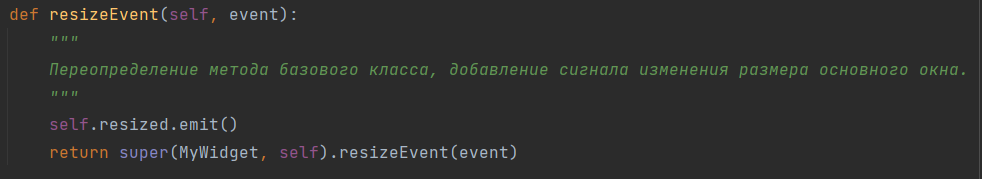 def resizeEvent(self, event):
"""
Переопределение метода базового класса, добавление сигнала изменения размера основного окна.
"""
self.resized.emit()
return super(MyWidget, self).resizeEvent(event)